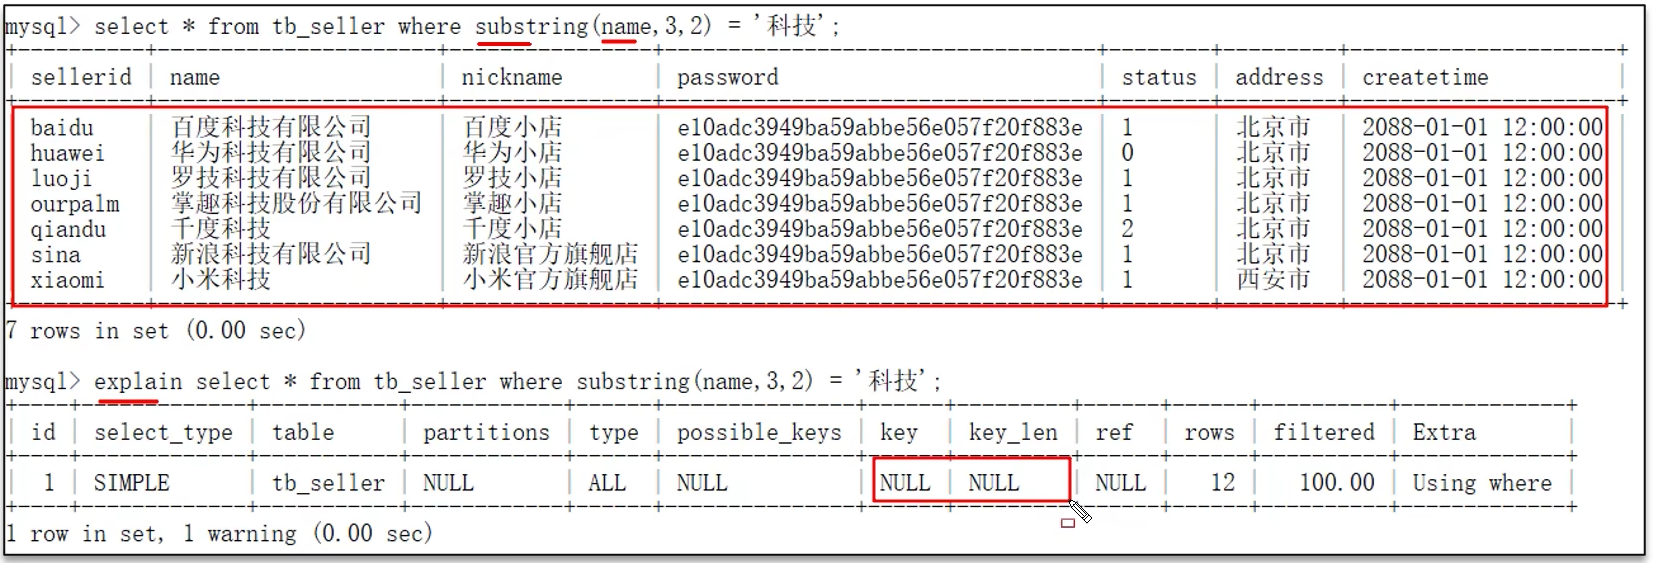 mysql> select * from tb_seller where substring(name,3,2) = '科技';
| sellerid | name | nickname | password | status | address | createtime |
| baidu | 百度科技有限公司 | 百度小店 | e10adc3949ba59abbe56e057f20f883e | 1 | 北京市 | 2088-01-01 12:00:00 |
| huawei | 华为科技有限公司 | 华为小店 | e10adc3949ba59abbe56e057f20f883e | 0 | 北京市 | 2088-01-01 12:00:00 |
| luoji | 罗技科技有限公司 | 罗技小店 | e10adc3949ba59abbe56e057f20f883e | 1 | 北京市 | 2088-01-01 12:00:00 |
| ourpalm | 掌趣科技股份有限公司 | 掌趣小店 | e10adc3949ba59abbe56e057f20f883e | 1 | 北京市 | 2088-01-01 12:00:00 |
| qiandu | 千度科技 | 千度小店 | e10adc3949ba59abbe56e057f20f883e | 2 | 北京市 | 2088-01-01 12:00:00 |
| sina | 新浪科技有限公司 | 新浪官方旗舰店 | e10adc3949ba59abbe56e057f20f883e | 1 | 北京市 | 2088-01-01 12:00:00 |
| xiaomi | 小米科技 | 小米官方旗舰店 | e10adc3949ba59abbe56e057f20f883e | 1 | 西安市 | 2088-01-01 12:00:00 |
7 rows in set (0.00 sec)
mysql> explain select * from tb_seller where substring(name,3,2) = '科技';
| id | select_type | table | partitions | type | possible_keys | key | key_len | ref | rows | filtered | Extra |
| 1 | SIMPLE | tb_seller | NULL | ALL | NULL | NULL | NULL | NULL | 12 | 100.00 | Using where |
1 row in set, 1 warning (0.00 sec)